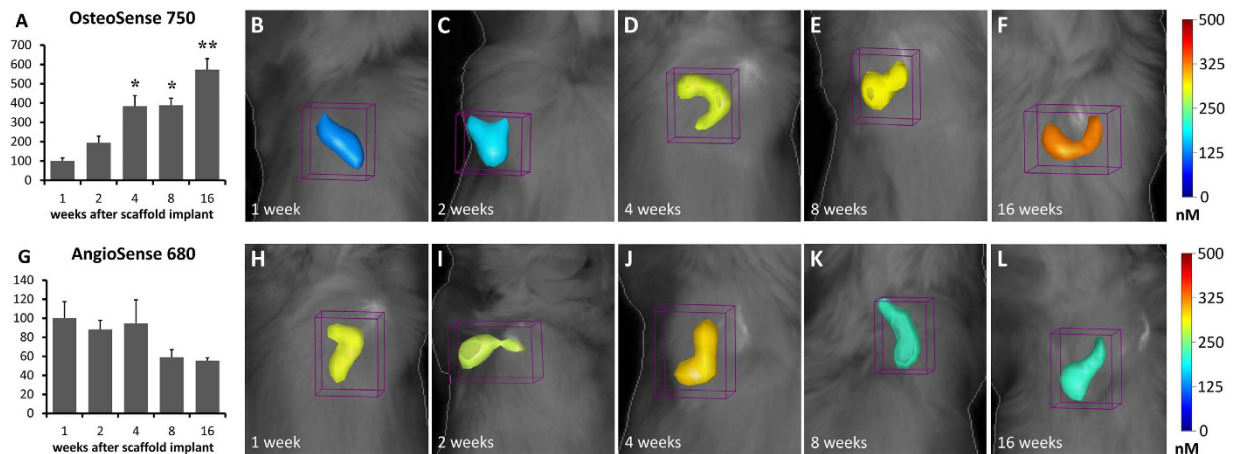 A OsteoSense 750
700
600
500
400
300
200
100
0
* * **
1 2 4 8 16
weeks after scaffold implant
B
1 week
C
2 weeks
D
4 weeks
E
8 weeks
F
16 weeks
500
325
250
125
0
nM
G AngioSense 680
140
120
100
80
60
40
20
0
1 2 4 8 16
weeks after scaffold implant
H
1 week
I
2 weeks
J
4 weeks
K
8 weeks
L
16 weeks
500
325
250
125
0
nM